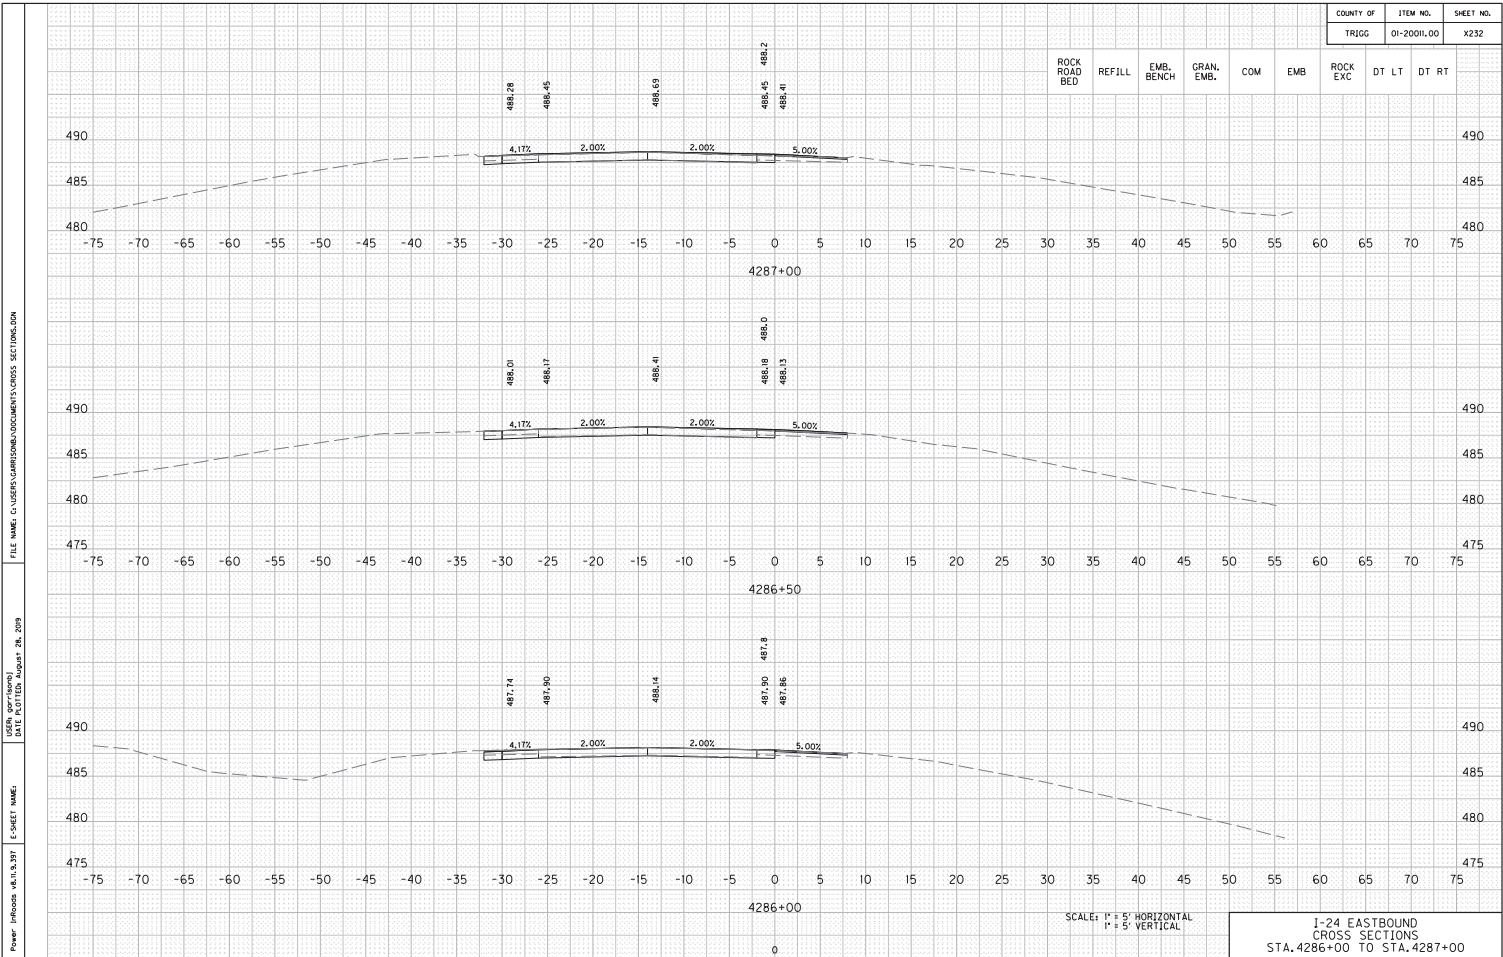 COUNTY OF ITEM NO. SHEET NO.
TRIGG 01-20011.00 X232
ROCK ROAD BED REFILL EMB. BENCH GRAN. EMB. COM EMB ROCK EXC DT LT DT RT
488.28 488.45 488.69 488.45 488.2 488.41
490 490
4.17% 2.00% 2.00% 5.00%
485 485
480 480
-75 -70 -65 -60 -55 -50 -45 -40 -35 -30 -25 -20 -15 -10 -5 0 5 10 15 20 25 30 35 40 45 50 55 60 65 70 75
4287+00
488.01 488.17 488.41 488.18 488.0 488.13
490 490
4.17% 2.00% 2.00% 5.00%
485 485
480 480
475 475
-75 -70 -65 -60 -55 -50 -45 -40 -35 -30 -25 -20 -15 -10 -5 0 5 10 15 20 25 30 35 40 45 50 55 60 65 70 75
4286+50
487.74 487.90 488.14 487.90 487.8 487.86
490 490
4.17% 2.00% 2.00% 5.00%
485 485
480 480
475 475
-75 -70 -65 -60 -55 -50 -45 -40 -35 -30 -25 -20 -15 -10 -5 0 5 10 15 20 25 30 35 40 45 50 55 60 65 70 75
4286+00
0
SCALE: 1" = 5' HORIZONTAL
1" = 5' VERTICAL
I-24 EASTBOUND
CROSS SECTIONS
STA. 4286+00 TO STA. 4287+00
FILE NAME: C:\USERS\GARRISONBJ\DOCUMENTS\CROSS SECTIONS.DGN
USER: garrisonbj
DATE PLOTTED: August 28, 2019
E-SHEET NAME:
Power InRoads v8.11.9.397